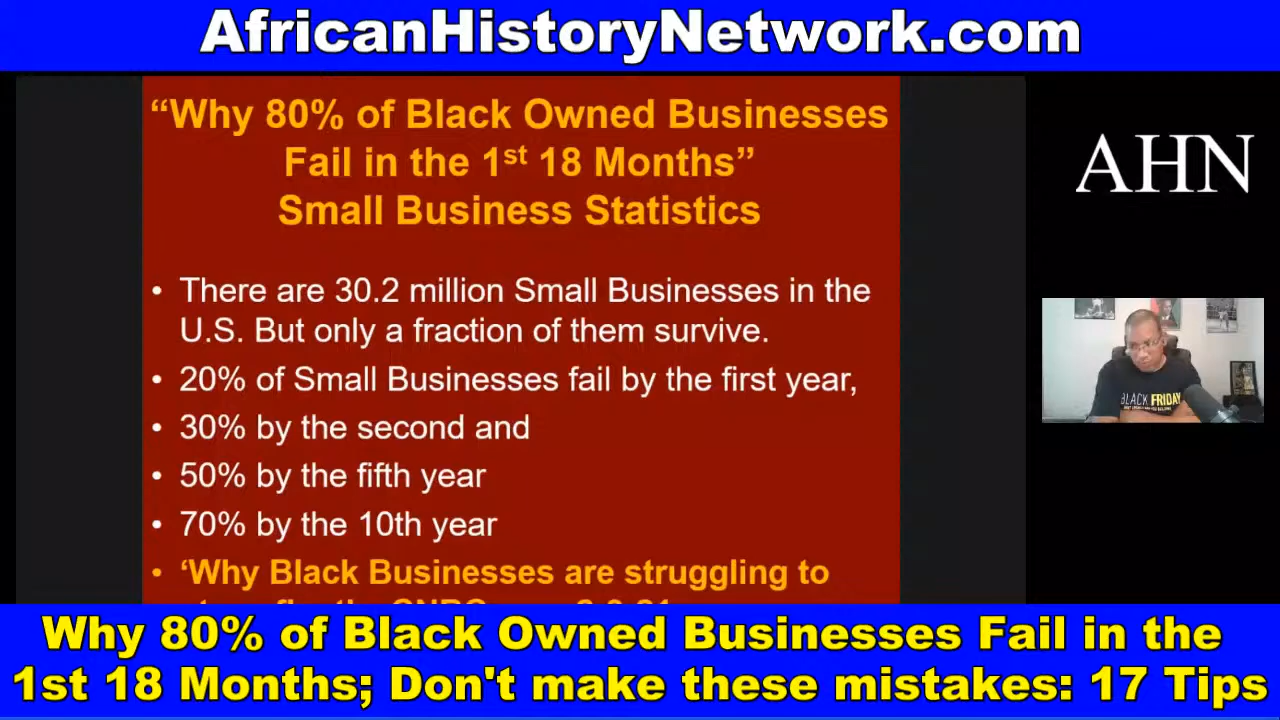 AfricanHistoryNetwork.com
“Why 80% of Black Owned Businesses
Fail in the 1st 18 Months”
Small Business Statistics
• There are 30.2 million Small Businesses in the
U.S. But only a fraction of them survive.
• 20% of Small Businesses fail by the first year,
• 30% by the second and
• 50% by the fifth year
• 70% by the 10th year
• ‘Why Black Businesses are struggling to
AHN
BLACK FRIDAY
Why 80% of Black Owned Businesses Fail in the
1st 18 Months; Don't make these mistakes: 17 Tips